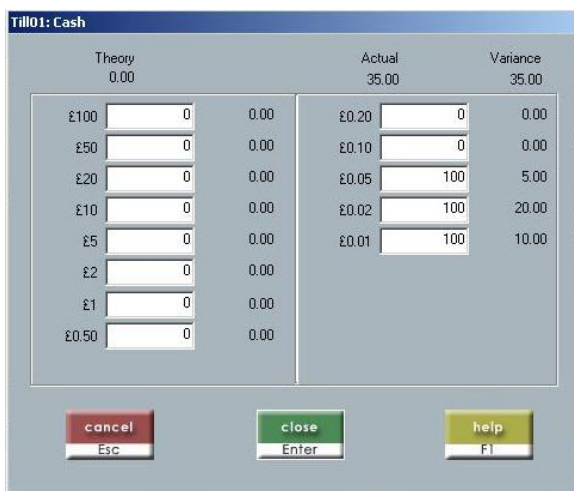 Till01: Cash
Theory Actual Variance
0.00 35.00 35.00
£100 0 0.00 £0.20 0 0.00
£50 0 0.00 £0.10 0 0.00
£20 0 0.00 £0.05 100 5.00
£10 0 0.00 £0.02 100 20.00
£5 0 0.00 £0.01 100 10.00
£2 0 0.00
£1 0 0.00
£0.50 0 0.00
cancel close help
Esc Enter F1